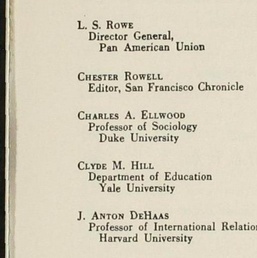 L. S. Rowe
Director General,
Pan American Union
Chester Rowell
Editor, San Francisco Chronicle
Charles A. Ellwood
Professor of Sociology
Duke University
Clyde M. Hill
Department of Education
Yale University
J. Anton DeHaas
Professor of International Relatio
Harvard University